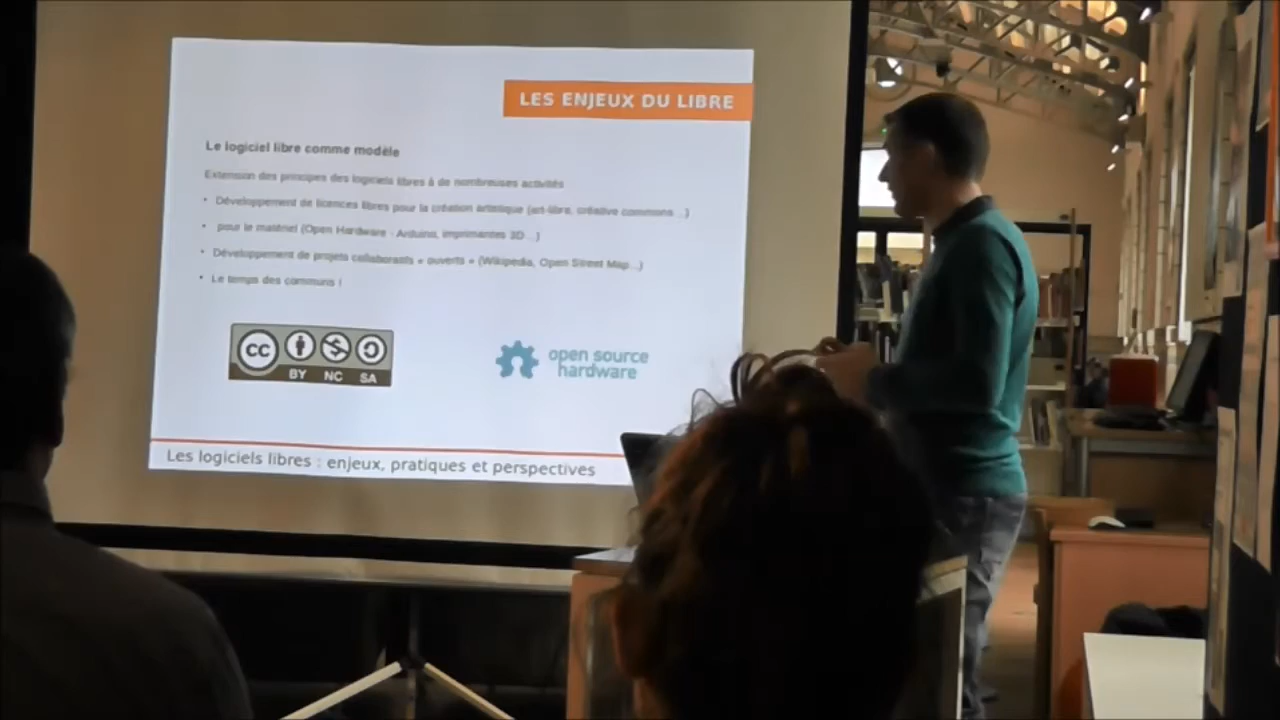 LES ENJEUX DU LIBRE
Le logiciel libre comme modèle
Extension des principes des logiciels libres à de nombreuses activités
• Développement de licences libres pour la création artistique (art-libre, créative commons ...)
• pour le matériel (Open Hardware - Arduino, imprimantes 3D ...)
• Développement de projets collaboratifs « ouverts » (Wikipedia, Open Street Map...)
• Le temps des communs !
cc
BY NC SA
open source
hardware
Les logiciels libres : enjeux, pratiques et perspectives